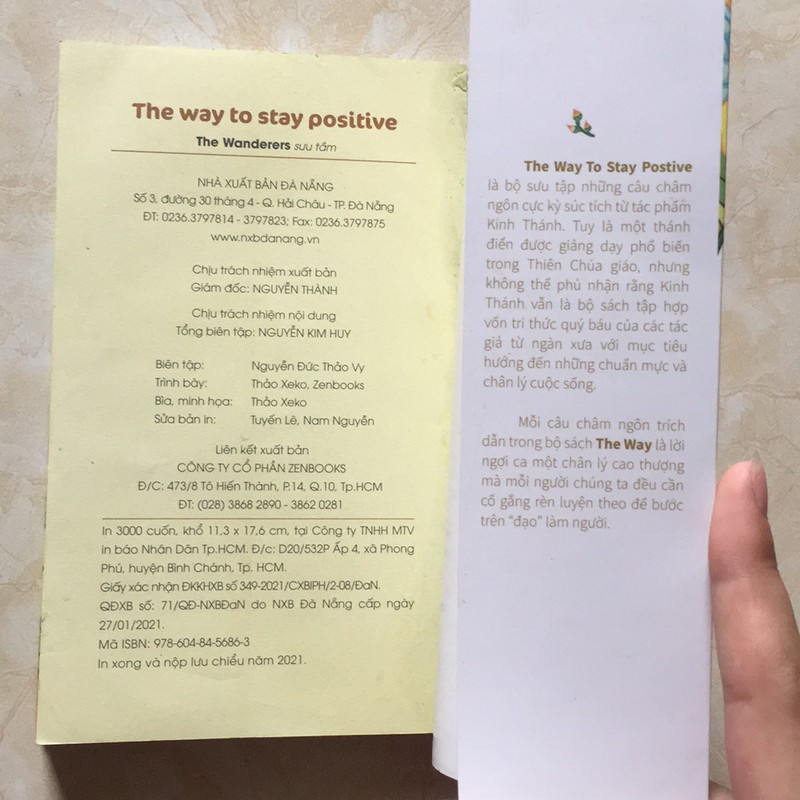 The way to stay positive
The Wanderers sưu tầm
NHÀ XUẤT BẢN ĐÀ NẴNG
Số 3, đường 30 tháng 4 - Q. Hải Châu - TP. Đà Nẵng
ĐT: 0236.3797814 - 3797823; Fax: 0236.3797875
www.nxbdanang.vn
Chịu trách nhiệm xuất bản
Giám đốc: NGUYỄN THÀNH
Chịu trách nhiệm nội dung
Tổng biên tập: NGUYỄN KIM HUY
Biên tập: Nguyễn Đức Thảo Vy
Trình bày: Thảo Xeko, Zenbooks
Bìa, minh họa: Thảo Xeko
Sửa bản in: Tuyến Lê, Nam Nguyễn
Liên kết xuất bản
CÔNG TY CỔ PHẦN ZENBOOKS
Đ/C: 473/8 Tô Hiến Thành, P.14, Q.10, Tp.HCM
ĐT: (028) 3868 2890 - 3862 0281
In 3000 cuốn, khổ 11,3 x 17,6 cm, tại Công ty TNHH MTV
in báo Nhân Dân Tp.HCM. Đ/c: D20/532P Ấp 4, xã Phong
Phú, huyện Bình Chánh, Tp. HCM.
Giấy xác nhận ĐKKHXB số 349-2021/CXBIPH/2-08/ĐaN.
QĐXB số: 71/QĐ-NXBĐaN do NXB Đà Nẵng cấp ngày
27/01/2021.
Mã ISBN: 978-604-84-5686-3
In xong và nộp lưu chiểu năm 2021.
The Way To Stay Postive
là bộ sưu tập những câu châm
ngôn cực kỳ súc tích từ tác phẩm
Kinh Thánh. Tuy là một thánh
điển được giảng dạy phổ biến
trong Thiên Chúa giáo, nhưng
không thể phủ nhận rằng Kinh
Thánh vẫn là bộ sách tập hợp
vốn tri thức quý báu của các tác
giả từ ngàn xưa với mục tiêu
hướng đến những chuẩn mực và
chân lý cuộc sống.
Mỗi câu châm ngôn trích
dẫn trong bộ sách The Way là lời
ngợi ca một chân lý cao thượng
mà mỗi người chúng ta đều cần
cố gắng rèn luyện theo để bước
trên “đạo” làm người.